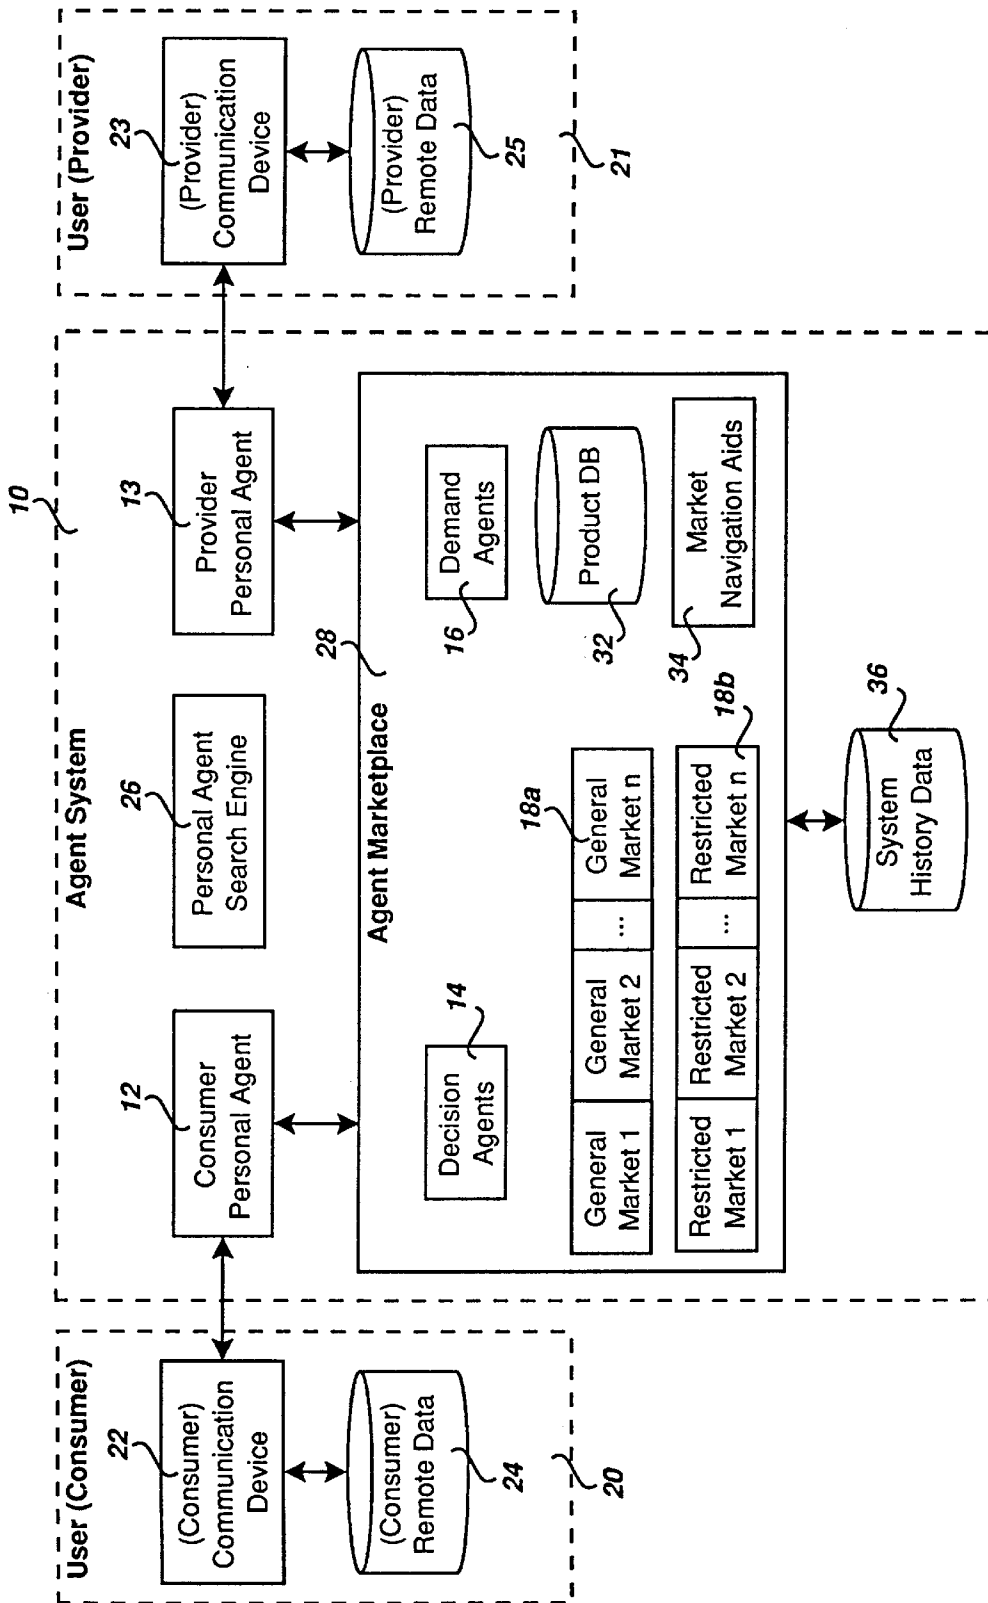 10
User (Consumer)
22
(Consumer)
Communication
Device
(Consumer)
Remote Data
24
20
Agent System
12
Consumer
Personal Agent
26
Personal Agent
Search Engine
13
Provider
Personal Agent
28
Agent Marketplace
14
Decision
Agents
16
Demand
Agents
General
Market 1
General
Market 2
...
General
Market n
18a
Restricted
Market 1
Restricted
Market 2
...
Restricted
Market n
18b
Product DB
32
Market
Navigation Aids
34
System
History Data
36
User (Provider)
23
(Provider)
Communication
Device
(Provider)
Remote Data
25
21